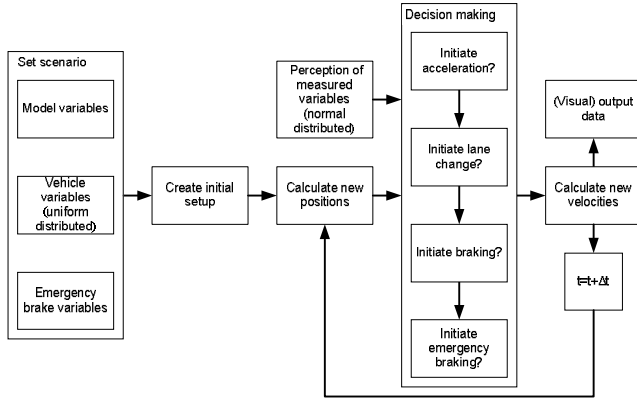 Set scenario
Model variables
Vehicle
variables
(uniform
distributed)
Emergency
brake variables
Create initial
setup
Perception of
measured
variables
(normal
distributed)
Calculate new
positions
Decision making
Initiate
acceleration?
Initiate lane
change?
Initiate braking?
Initiate
emergency
braking?
(Visual) output
data
Calculate new
velocities
t=t+Δt